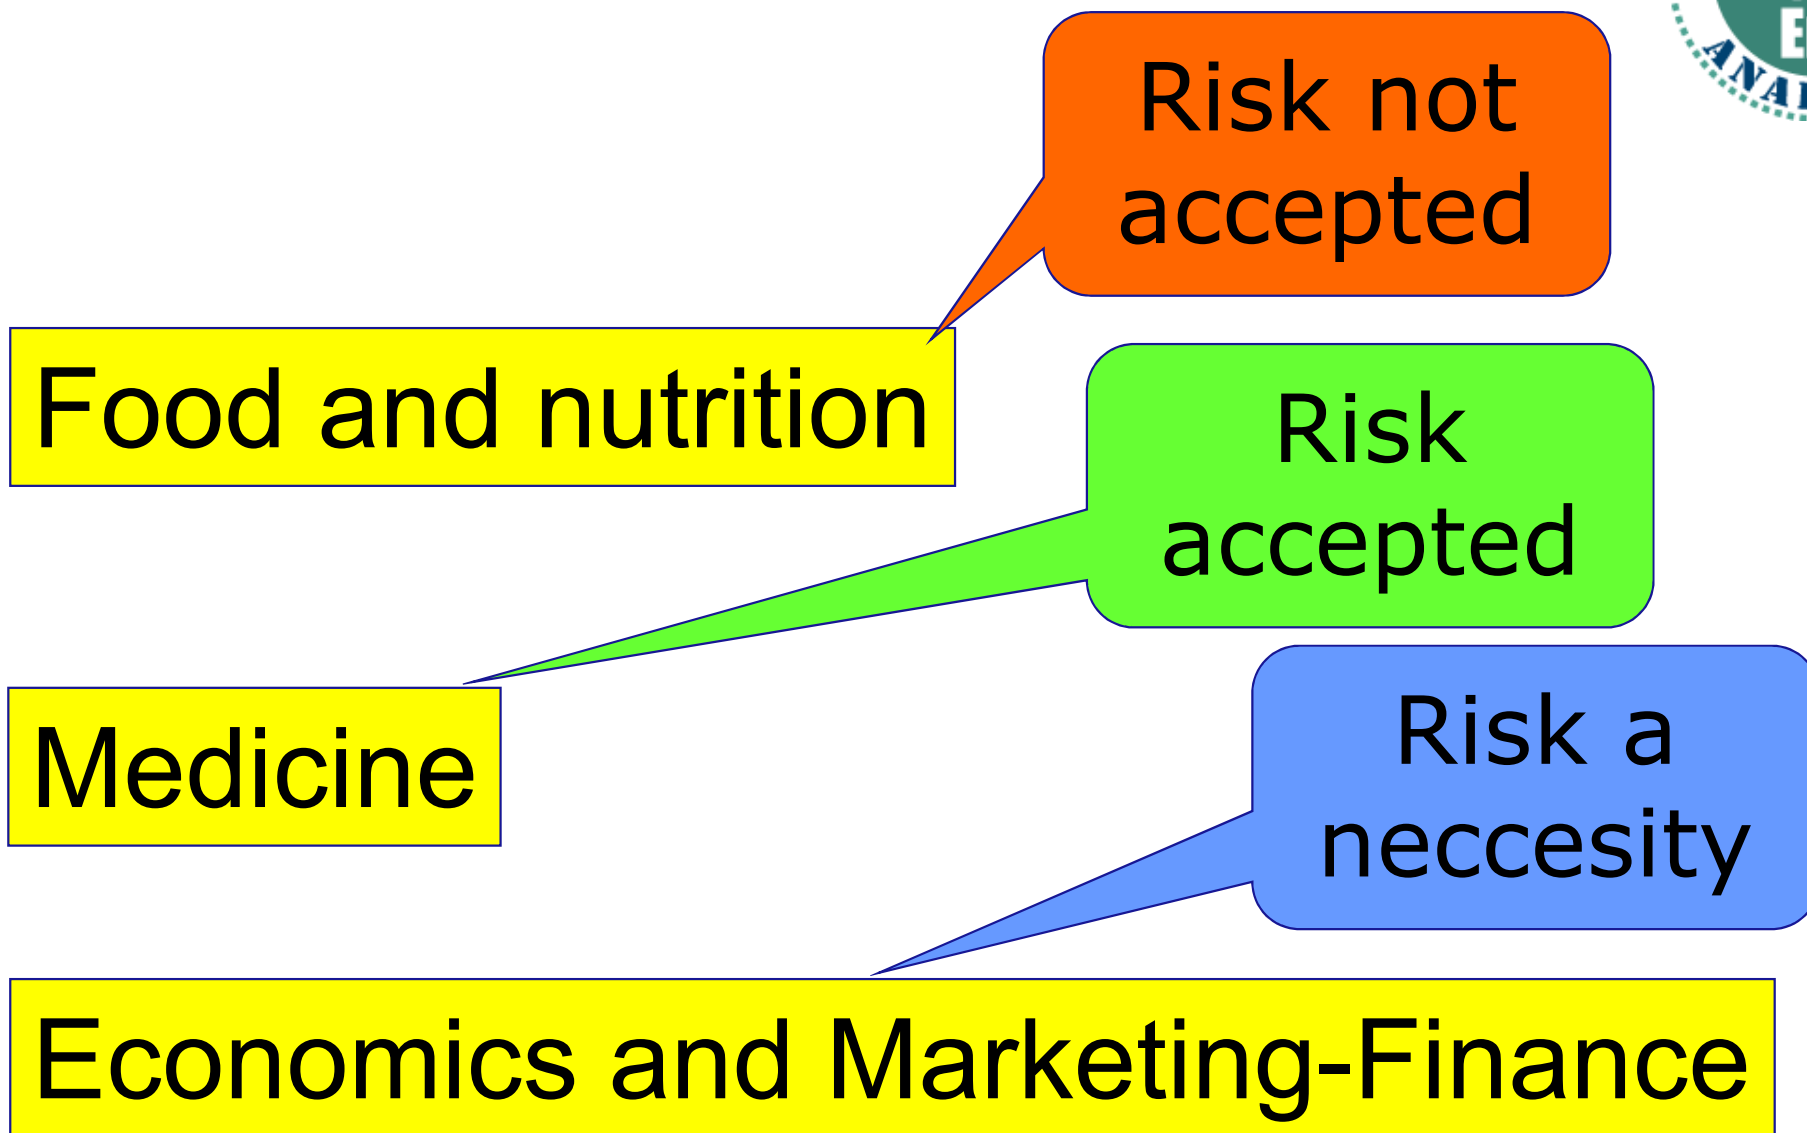 Risk not
accepted
Food and nutrition
Risk
accepted
Medicine
Risk a
neccesity
Economics and Marketing-Finance